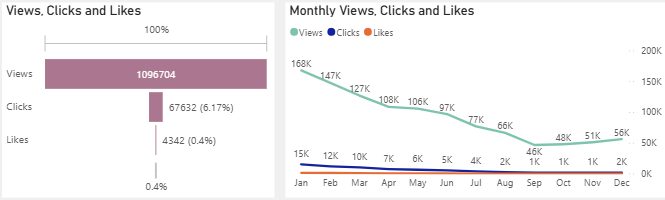 Views, Clicks and Likes
100%
Views 1096704
Clicks 67632 (6.17%)
Likes 4342 (0.4%)
0.4%
Monthly Views, Clicks and Likes
Views Clicks Likes
200K
150K
100K
50K
0K
168K 147K 127K 108K 106K 97K 77K 66K 46K 48K 51K 56K
15K 12K 10K 7K 6K 5K 4K 2K 1K 1K 1K 2K
Jan Feb Mar Apr May Jun Jul Aug Sep Oct Nov Dec